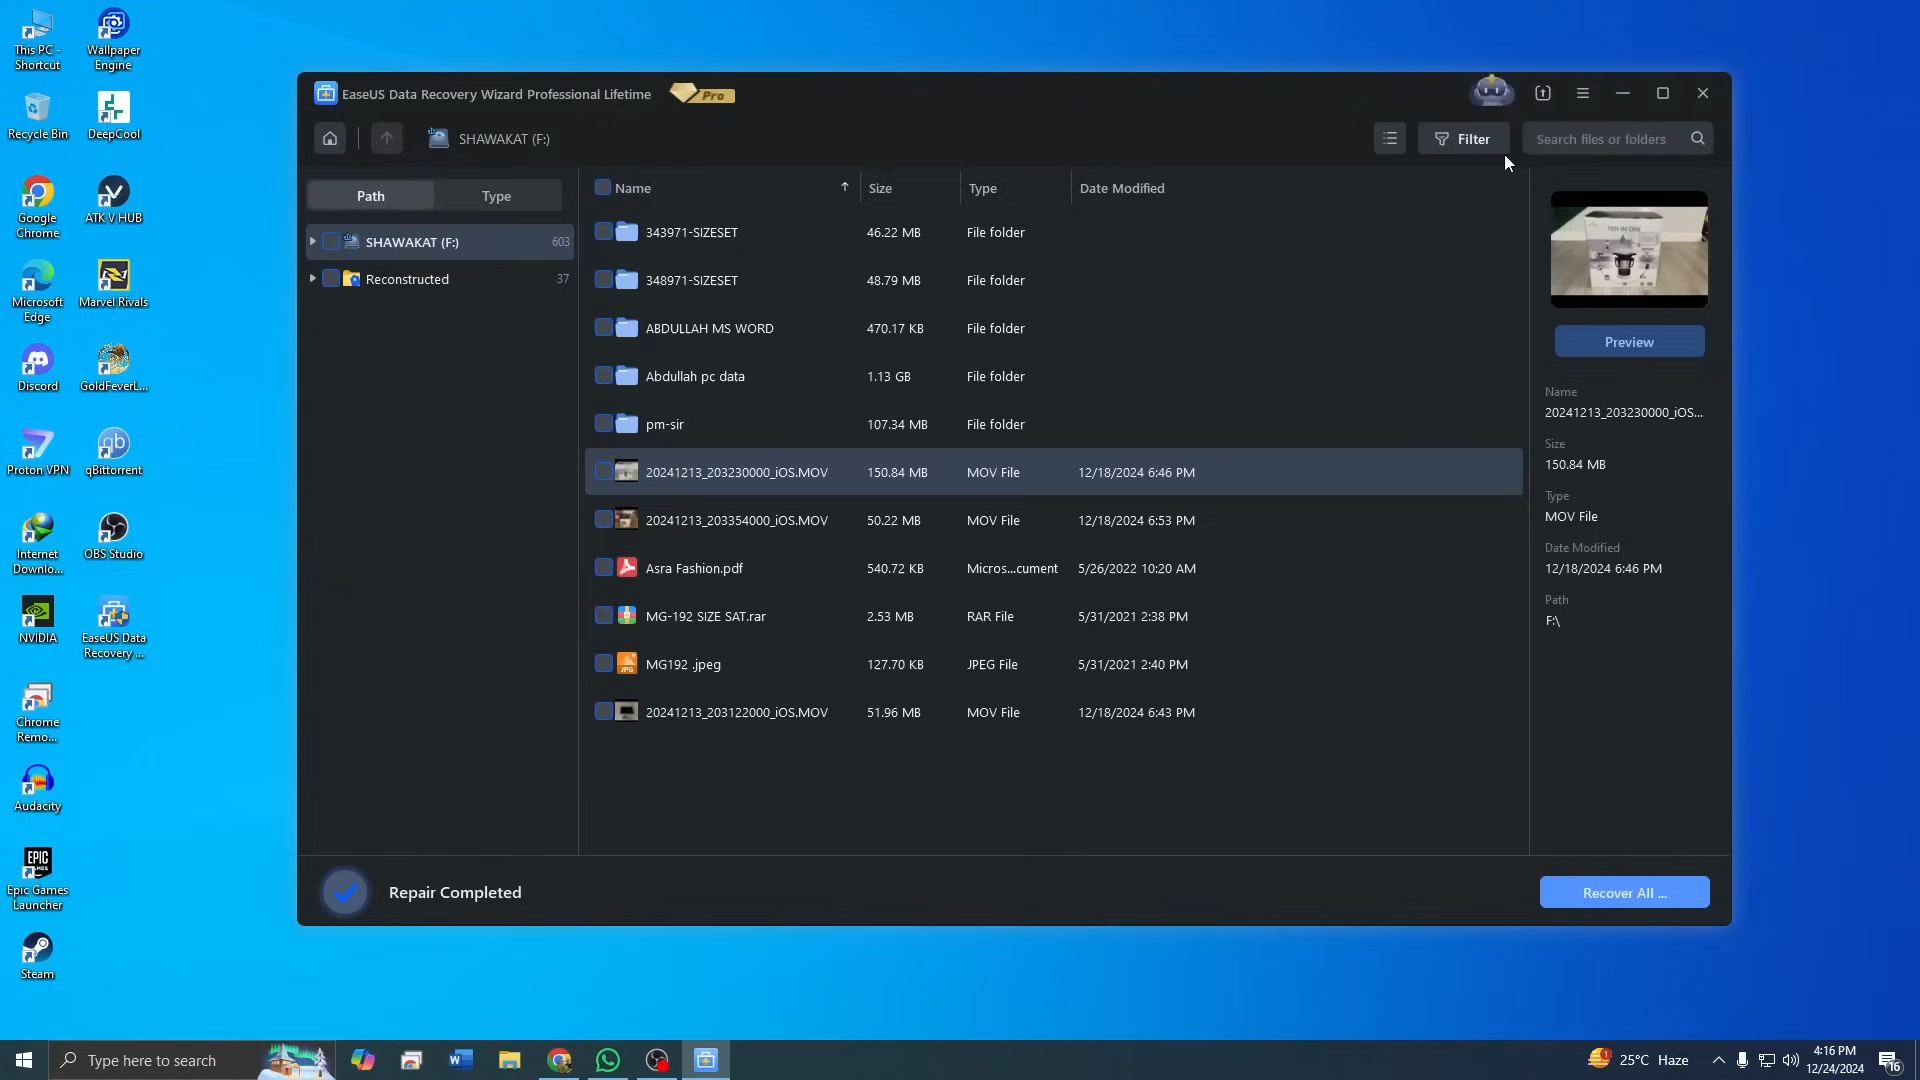 This PC -
Shortcut
Wallpaper
Engine
Recycle Bin
DeepCool
Google
Chrome
ATK V HUB
Microsoft
Edge
Marvel Rivals
Discord
GoldFeverL...
Proton VPN
qBittorrent
Internet
Downlo...
OBS Studio
NVIDIA
EaseUS Data
Recovery ...
Chrome
Remo...
Audacity
EPIC
GAMES
Epic Games
Launcher
Steam
EaseUS Data Recovery Wizard Professional Lifetime
Pro
SHAWAKAT (F:)
Filter
Search files or folders
Path
Type
SHAWAKAT (F:) 603
Reconstructed 37
Name Size Type Date Modified
343971-SIZESET 46.22 MB File folder
348971-SIZESET 48.79 MB File folder
ABDULLAH MS WORD 470.17 KB File folder
Abdullah pc data 1.13 GB File folder
pm-sir 107.34 MB File folder
20241213_203230000_iOS.MOV 150.84 MB MOV File 12/18/2024 6:46 PM
20241213_203354000_iOS.MOV 50.22 MB MOV File 12/18/2024 6:53 PM
Asra Fashion.pdf 540.72 KB Micros...cument 5/26/2022 10:20 AM
MG-192 SIZE SAT.rar 2.53 MB RAR File 5/31/2021 2:38 PM
JPG
MG192 .jpeg 127.70 KB JPEG File 5/31/2021 2:40 PM
20241213_203122000_iOS.MOV 51.96 MB MOV File 12/18/2024 6:43 PM
TEN IN ONE
Preview
Name
20241213_203230000_iOS...
Size
150.84 MB
Type
MOV File
Date Modified
12/18/2024 6:46 PM
Path
F:\
Repair Completed
Recover All ...
Type here to search
1
25°C Haze
4:16 PM
12/24/2024
16